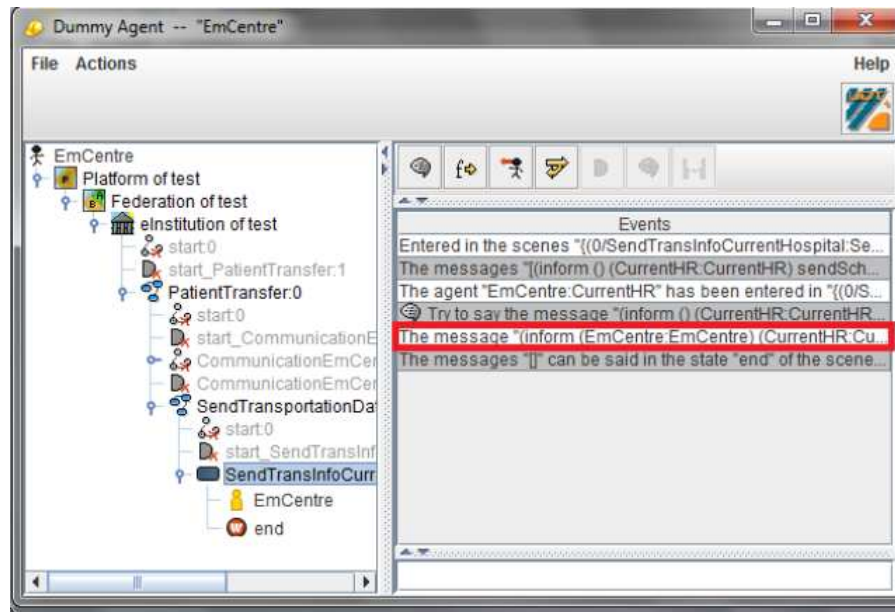 Dummy Agent -- "EmCentre"
File Actions Help
EmCentre
Platform of test
Federation of test
eInstitution of test
start:0
start_PatientTransfer:1
PatientTransfer:0
start:0
start_CommunicationE
CommunicationEmCer
CommunicationEmCer
SendTransportationDa
start:0
start_SendTransInf
SendTransInfoCurr
EmCentre
end
Events
Entered in the scenes "{(0/SendTransInfoCurrentHospital:Se...
The messages "[(inform () (CurrentHR:CurrentHR) sendSch...
The agent "EmCentre:CurrentHR" has been entered in "{(0/S...
Try to say the message "(inform () (CurrentHR:CurrentHR...
The message "(inform (EmCentre:EmCentre) (CurrentHR:Cu...
The messages "[]" can be said in the state "end" of the scene...